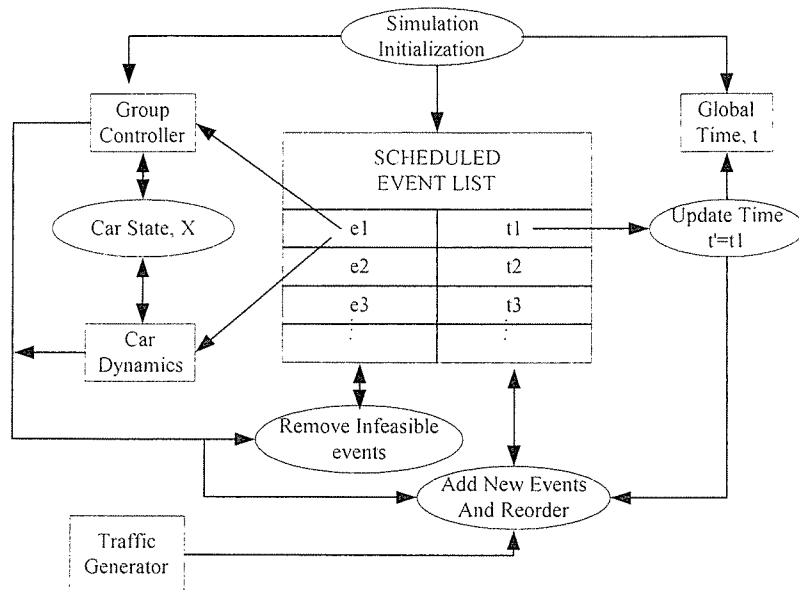 Simulation
Initialization
Group
Controller
Global
Time, t
SCHEDULED
EVENT LIST
Car State, X
e1
t1
Update Time
t'=t1
e2
t2
e3
t3
Car
Dynamics
Remove Infeasible
events
Add New Events
And Reorder
Traffic
Generator